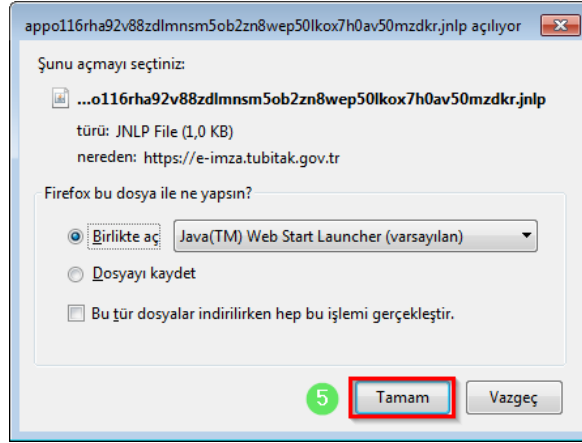 appo116rha92v88zdlmnsm5ob2zn8wep50lkox7h0av50mzdkr.jnlp açılıyor
Şunu açmayı seçtiniz:
...o116rha92v88zdlmnsm5ob2zn8wep50lkox7h0av50mzdkr.jnlp
türü: JNLP File (1,0 KB)
nereden: https://e-imza.tubitak.gov.tr
Firefox bu dosya ile ne yapsın?
Birlikte aç Java(TM) Web Start Launcher (varsayılan)
Dosyayı kaydet
Bu tür dosyalar indirilirken hep bu işlemi gerçekleştir.
5 Tamam Vazgeç